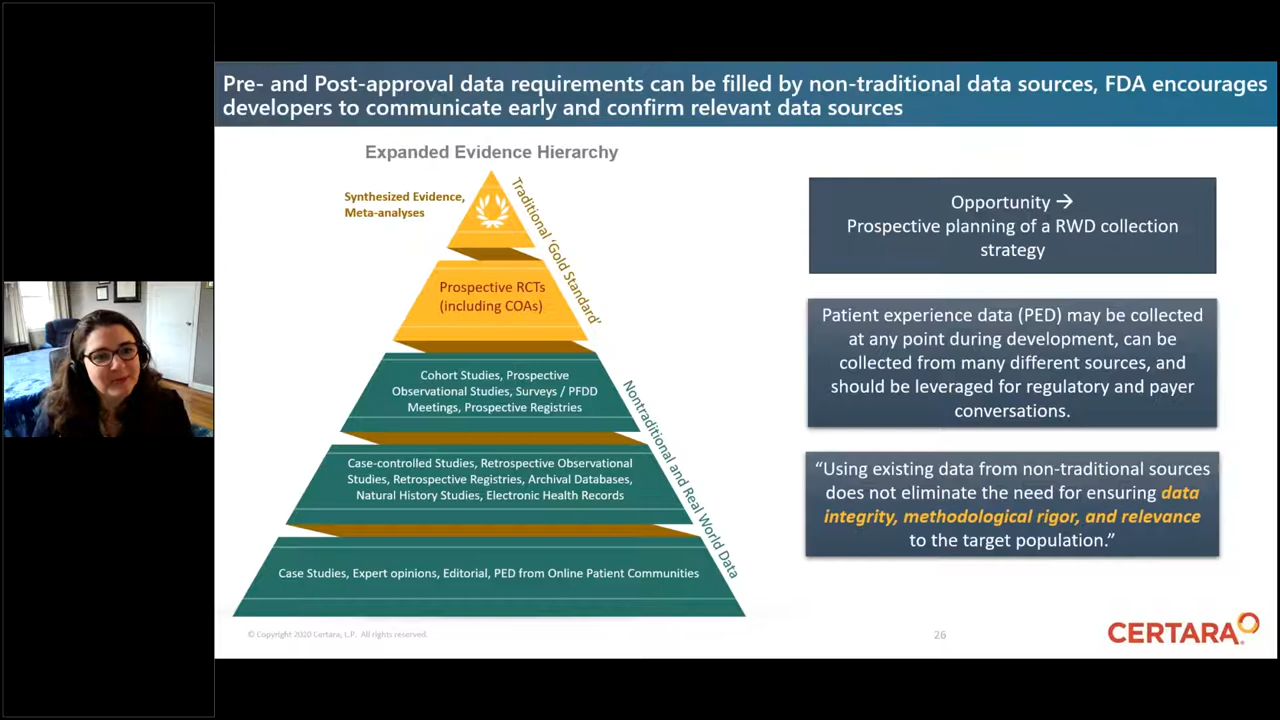 Pre- and Post-approval data requirements can be filled by non-traditional data sources, FDA encourages
developers to communicate early and confirm relevant data sources
Expanded Evidence Hierarchy
Synthesized Evidence,
Meta-analyses
Traditional ‘Gold Standard’
Prospective RCTs
(including COAs)
Cohort Studies, Prospective
Observational Studies, Surveys / PFDD
Meetings, Prospective Registries
Nontraditional and Real World Data
Case-controlled Studies, Retrospective Observational
Studies, Retrospective Registries, Archival Databases,
Natural History Studies, Electronic Health Records
Case Studies, Expert opinions, Editorial, PED from Online Patient Communities
Opportunity →
Prospective planning of a RWD collection
strategy
Patient experience data (PED) may be collected
at any point during development, can be
collected from many different sources, and
should be leveraged for regulatory and payer
conversations.
“Using existing data from non-traditional sources
does not eliminate the need for ensuring data
integrity, methodological rigor, and relevance
to the target population.”
© Copyright 2020 Certara, L.P. All rights reserved.
26
CERTARA